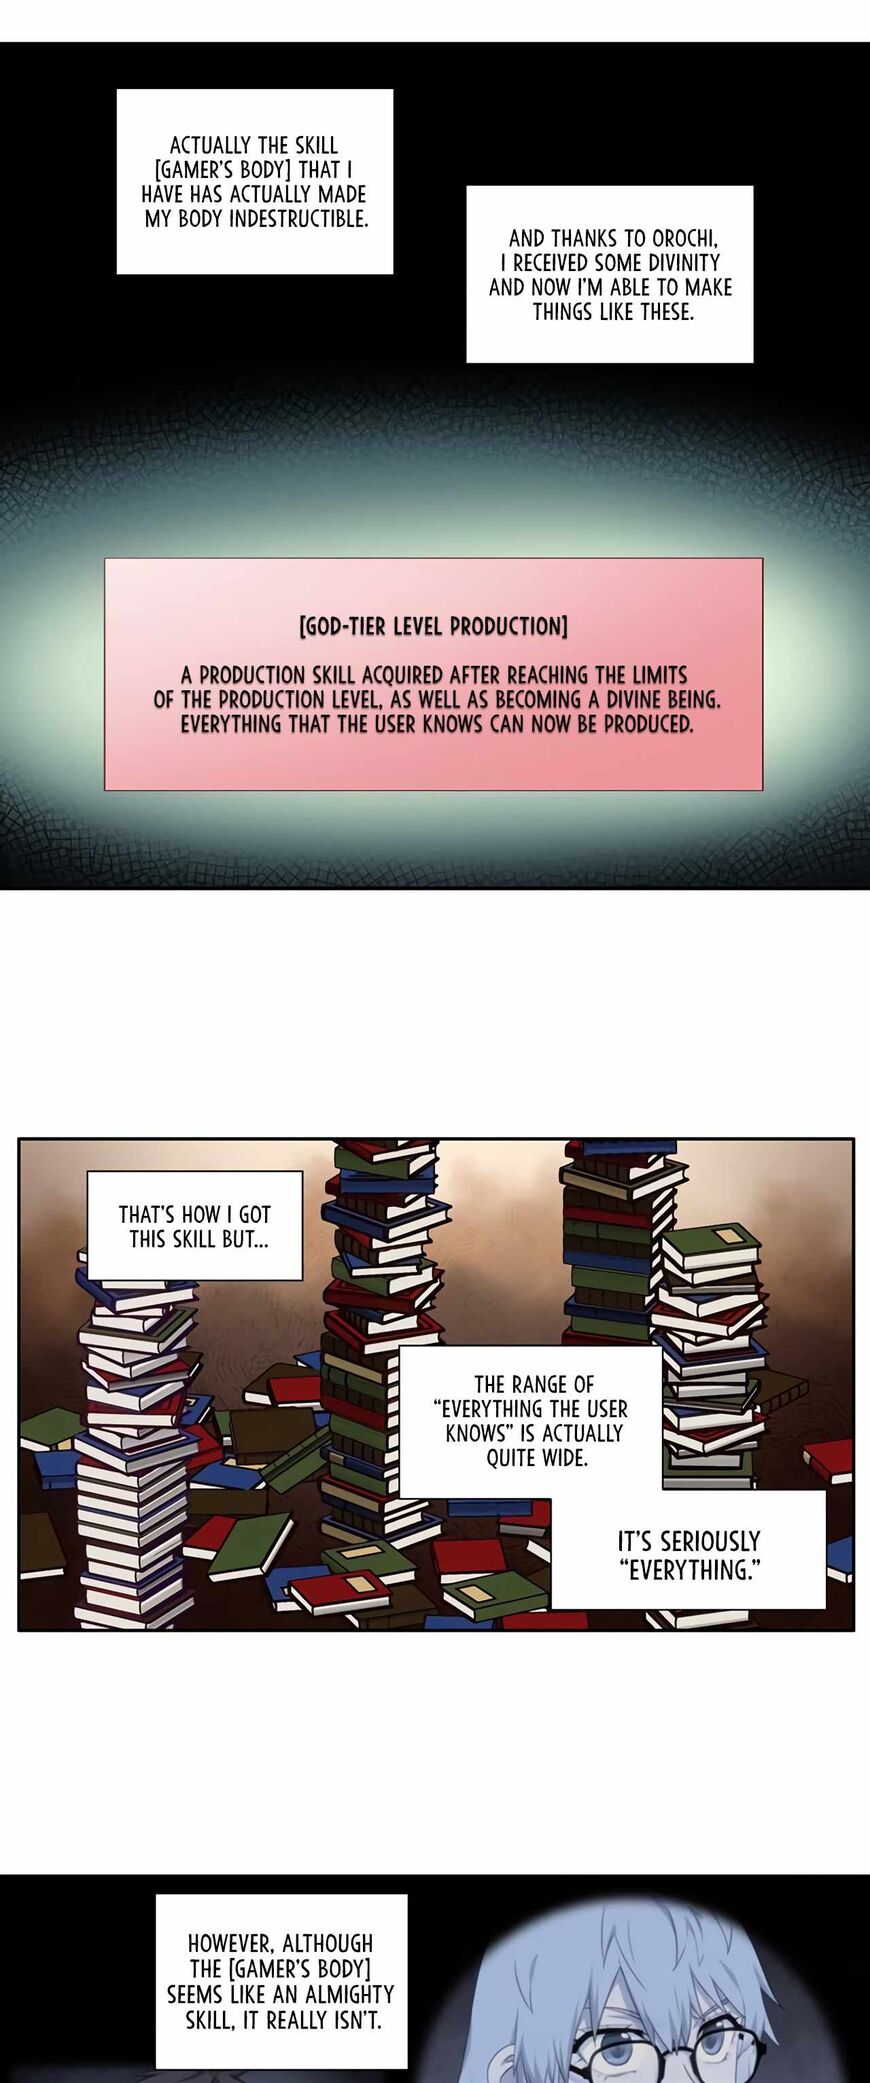 ACTUALLY THE SKILL
[GAMER'S BODY] THAT I
HAVE HAS ACTUALLY MADE
MY BODY INDESTRUCTIBLE.
AND THANKS TO OROCHI,
I RECEIVED SOME DIVINITY
AND NOW I'M ABLE TO MAKE
THINGS LIKE THESE.
[GOD-TIER LEVEL PRODUCTION]
A PRODUCTION SKILL ACQUIRED AFTER REACHING THE LIMITS
OF THE PRODUCTION LEVEL, AS WELL AS BECOMING A DIVINE BEING.
EVERYTHING THAT THE USER KNOWS CAN NOW BE PRODUCED.
THAT'S HOW I GOT
THIS SKILL BUT...
THE RANGE OF
"EVERYTHING THE USER
KNOWS" IS ACTUALLY
QUITE WIDE.
IT'S SERIOUSLY
"EVERYTHING."
HOWEVER, ALTHOUGH
THE [GAMER'S BODY]
SEEMS LIKE AN ALMIGHTY
SKILL, IT REALLY ISN'T.